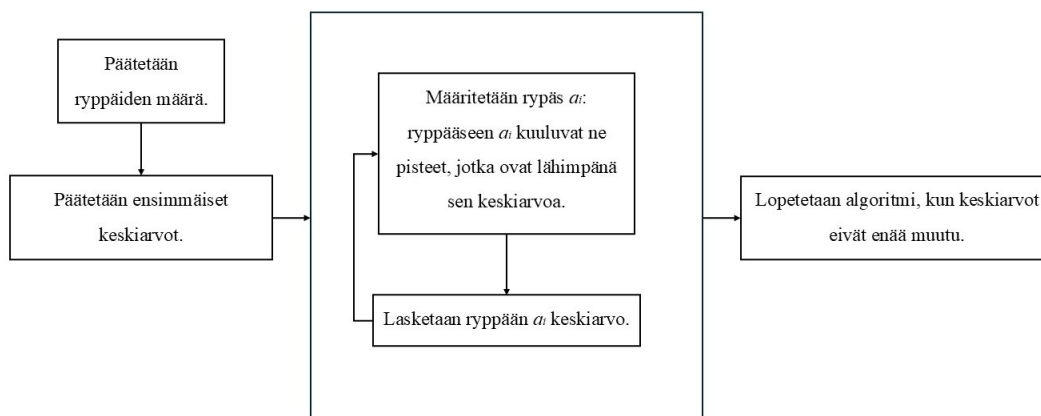 Päätetään
ryppäiden määrä.
Päätetään ensimmäiset
keskiarvot.
Määritetään rypäs aᵢ:
ryppääseen aᵢ kuuluvat ne
pisteet, jotka ovat lähimpänä
sen keskiarvoa.
Lasketaan ryppään aᵢ keskiarvo.
Lopetetaan algoritmi, kun keskiarvot
eivät enää muutu.